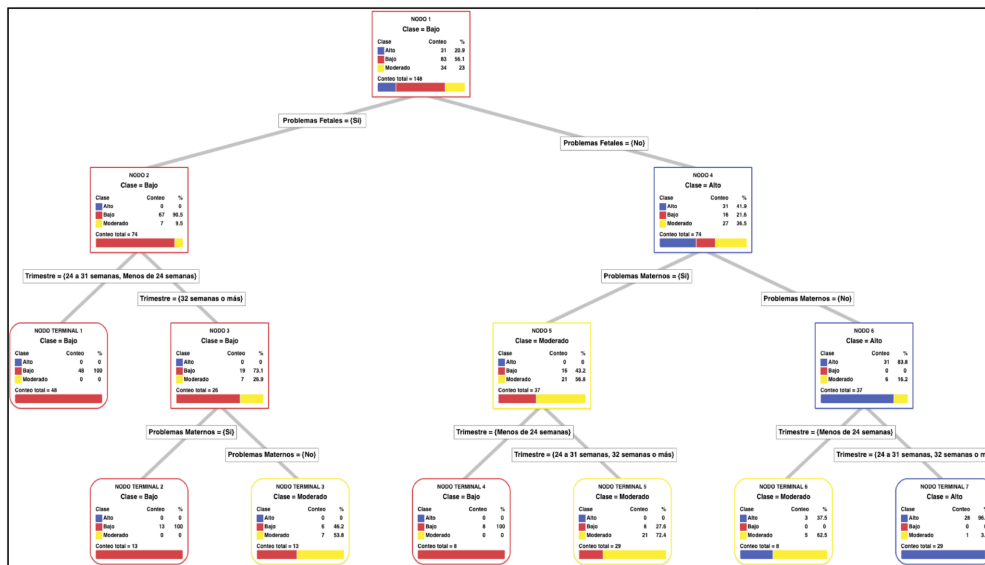 NODO 1
Clase = Bajo
Clase Conteo %
Alto 31 20.9
Bajo 83 56.1
Moderado 34 23
Conteo total = 148
Problemas Fetales = {Si}
Problemas Fetales = {No}
NODO 2
Clase = Bajo
Clase Conteo %
Alto 0 0
Bajo 67 90.5
Moderado 7 9.5
Conteo total = 74
NODO 4
Clase = Alto
Clase Conteo %
Alto 31 41.9
Bajo 16 21.6
Moderado 27 36.5
Conteo total = 74
Trimestre = {24 a 31 semanas, Menos de 24 semanas}
Trimestre = {32 semanas o más}
Problemas Maternos = {Si}
Problemas Maternos = {No}
NODO TERMINAL 1
Clase = Bajo
Clase Conteo %
Alto 0 0
Bajo 48 100
Moderado 0 0
Conteo total = 48
NODO 3
Clase = Bajo
Clase Conteo %
Alto 0 0
Bajo 19 73.1
Moderado 7 26.9
Conteo total = 26
NODO 5
Clase = Moderado
Clase Conteo %
Alto 0 0
Bajo 16 43.2
Moderado 21 56.8
Conteo total = 37
NODO 6
Clase = Alto
Clase Conteo %
Alto 31 83.8
Bajo 0 0
Moderado 6 16.2
Conteo total = 37
Problemas Maternos = {Si}
Problemas Maternos = {No}
Trimestre = {Menos de 24 semanas}
Trimestre = {24 a 31 semanas, 32 semanas o más}
Trimestre = {Menos de 24 semanas}
Trimestre = {24 a 31 semanas, 32 semanas o m
NODO TERMINAL 2
Clase = Bajo
Clase Conteo %
Alto 0 0
Bajo 13 100
Moderado 0 0
Conteo total = 13
NODO TERMINAL 3
Clase = Moderado
Clase Conteo %
Alto 0 0
Bajo 6 46.2
Moderado 7 53.8
Conteo total = 13
NODO TERMINAL 4
Clase = Bajo
Clase Conteo %
Alto 0 0
Bajo 8 100
Moderado 0 0
Conteo total = 8
NODO TERMINAL 5
Clase = Moderado
Clase Conteo %
Alto 0 0
Bajo 8 27.6
Moderado 21 72.4
Conteo total = 29
NODO TERMINAL 6
Clase = Moderado
Clase Conteo %
Alto 3 37.5
Bajo 0 0
Moderado 5 62.5
Conteo total = 8
NODO TERMINAL 7
Clase = Alto
Clase Conteo %
Alto 28 96.
Bajo 0
Moderado 1 3.
Conteo total = 29